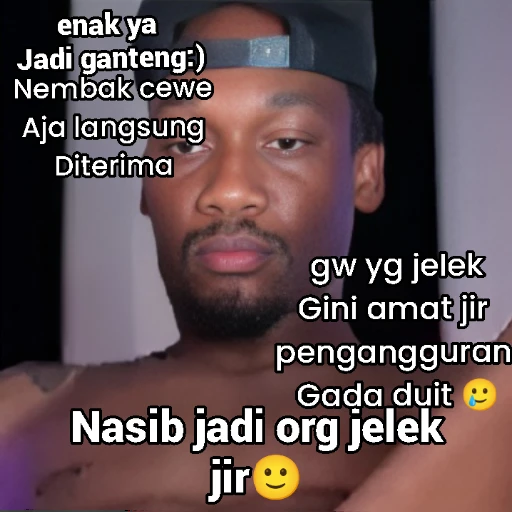 enak ya
Jadi ganteng:)
Nembak cewe
Aja langsung
Diterima
gw yg jelek
Gini amat jir
pengangguran
Gada duit 🥲
Nasib jadi org jelek
jir🙂